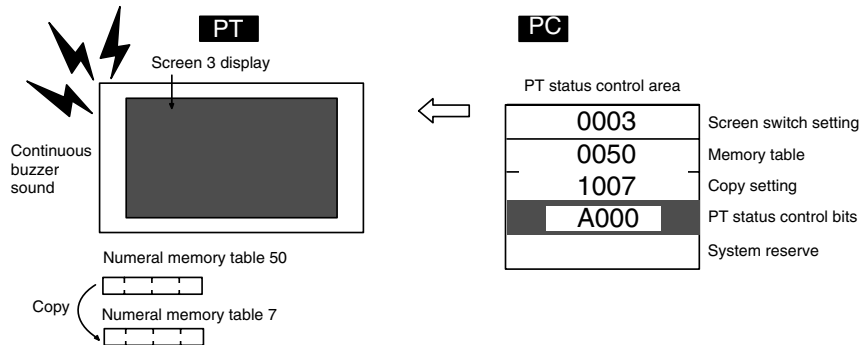 PT
Screen 3 display
Continuous
buzzer
sound
Numeral memory table 50
Copy
Numeral memory table 7
PC
PT status control area
0003 Screen switch setting
0050 Memory table
1007 Copy setting
A000 PT status control bits
System reserve